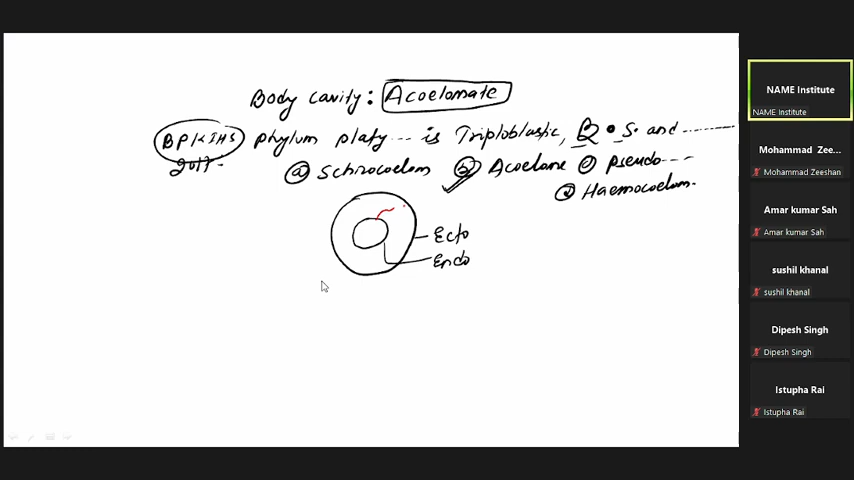 Body cavity: Acoelomate
BPKIHS 2017. Phylum platy... is Triploblastic, B.S. and ........
(a) Schizocoelom (b) Acoelome (c) Pseudo---
(d) Haemocoelom.
Ecto
Endo
NAME Institute
NAME Institute
Mohammad Zee...
Mohammad Zeeshan
Amar kumar Sah
Amar kumar Sah
sushil khanal
sushil khanal
Dipesh Singh
Dipesh Singh
Istupha Rai
Istupha Rai